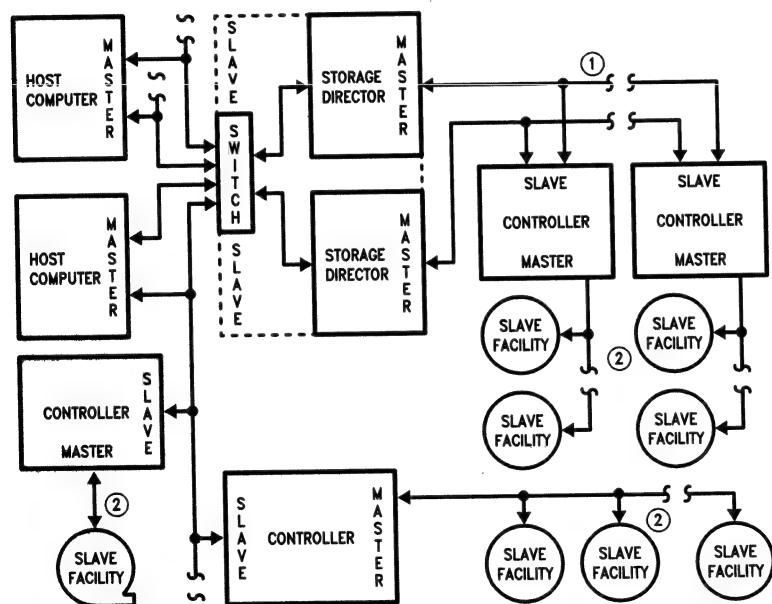 HOST
COMPUTER
MASTER
SLAVE
STORAGE
DIRECTOR
MASTER
①
SWITCH
SLAVE
CONTROLLER
MASTER
SLAVE
CONTROLLER
MASTER
HOST
COMPUTER
MASTER
SLAVE
STORAGE
DIRECTOR
MASTER
SLAVE
FACILITY
SLAVE
FACILITY
②
CONTROLLER
MASTER
SLAVE
SLAVE
FACILITY
SLAVE
FACILITY
②
SLAVE
FACILITY
SLAVE
CONTROLLER
MASTER
②
SLAVE
FACILITY
SLAVE
FACILITY
SLAVE
FACILITY